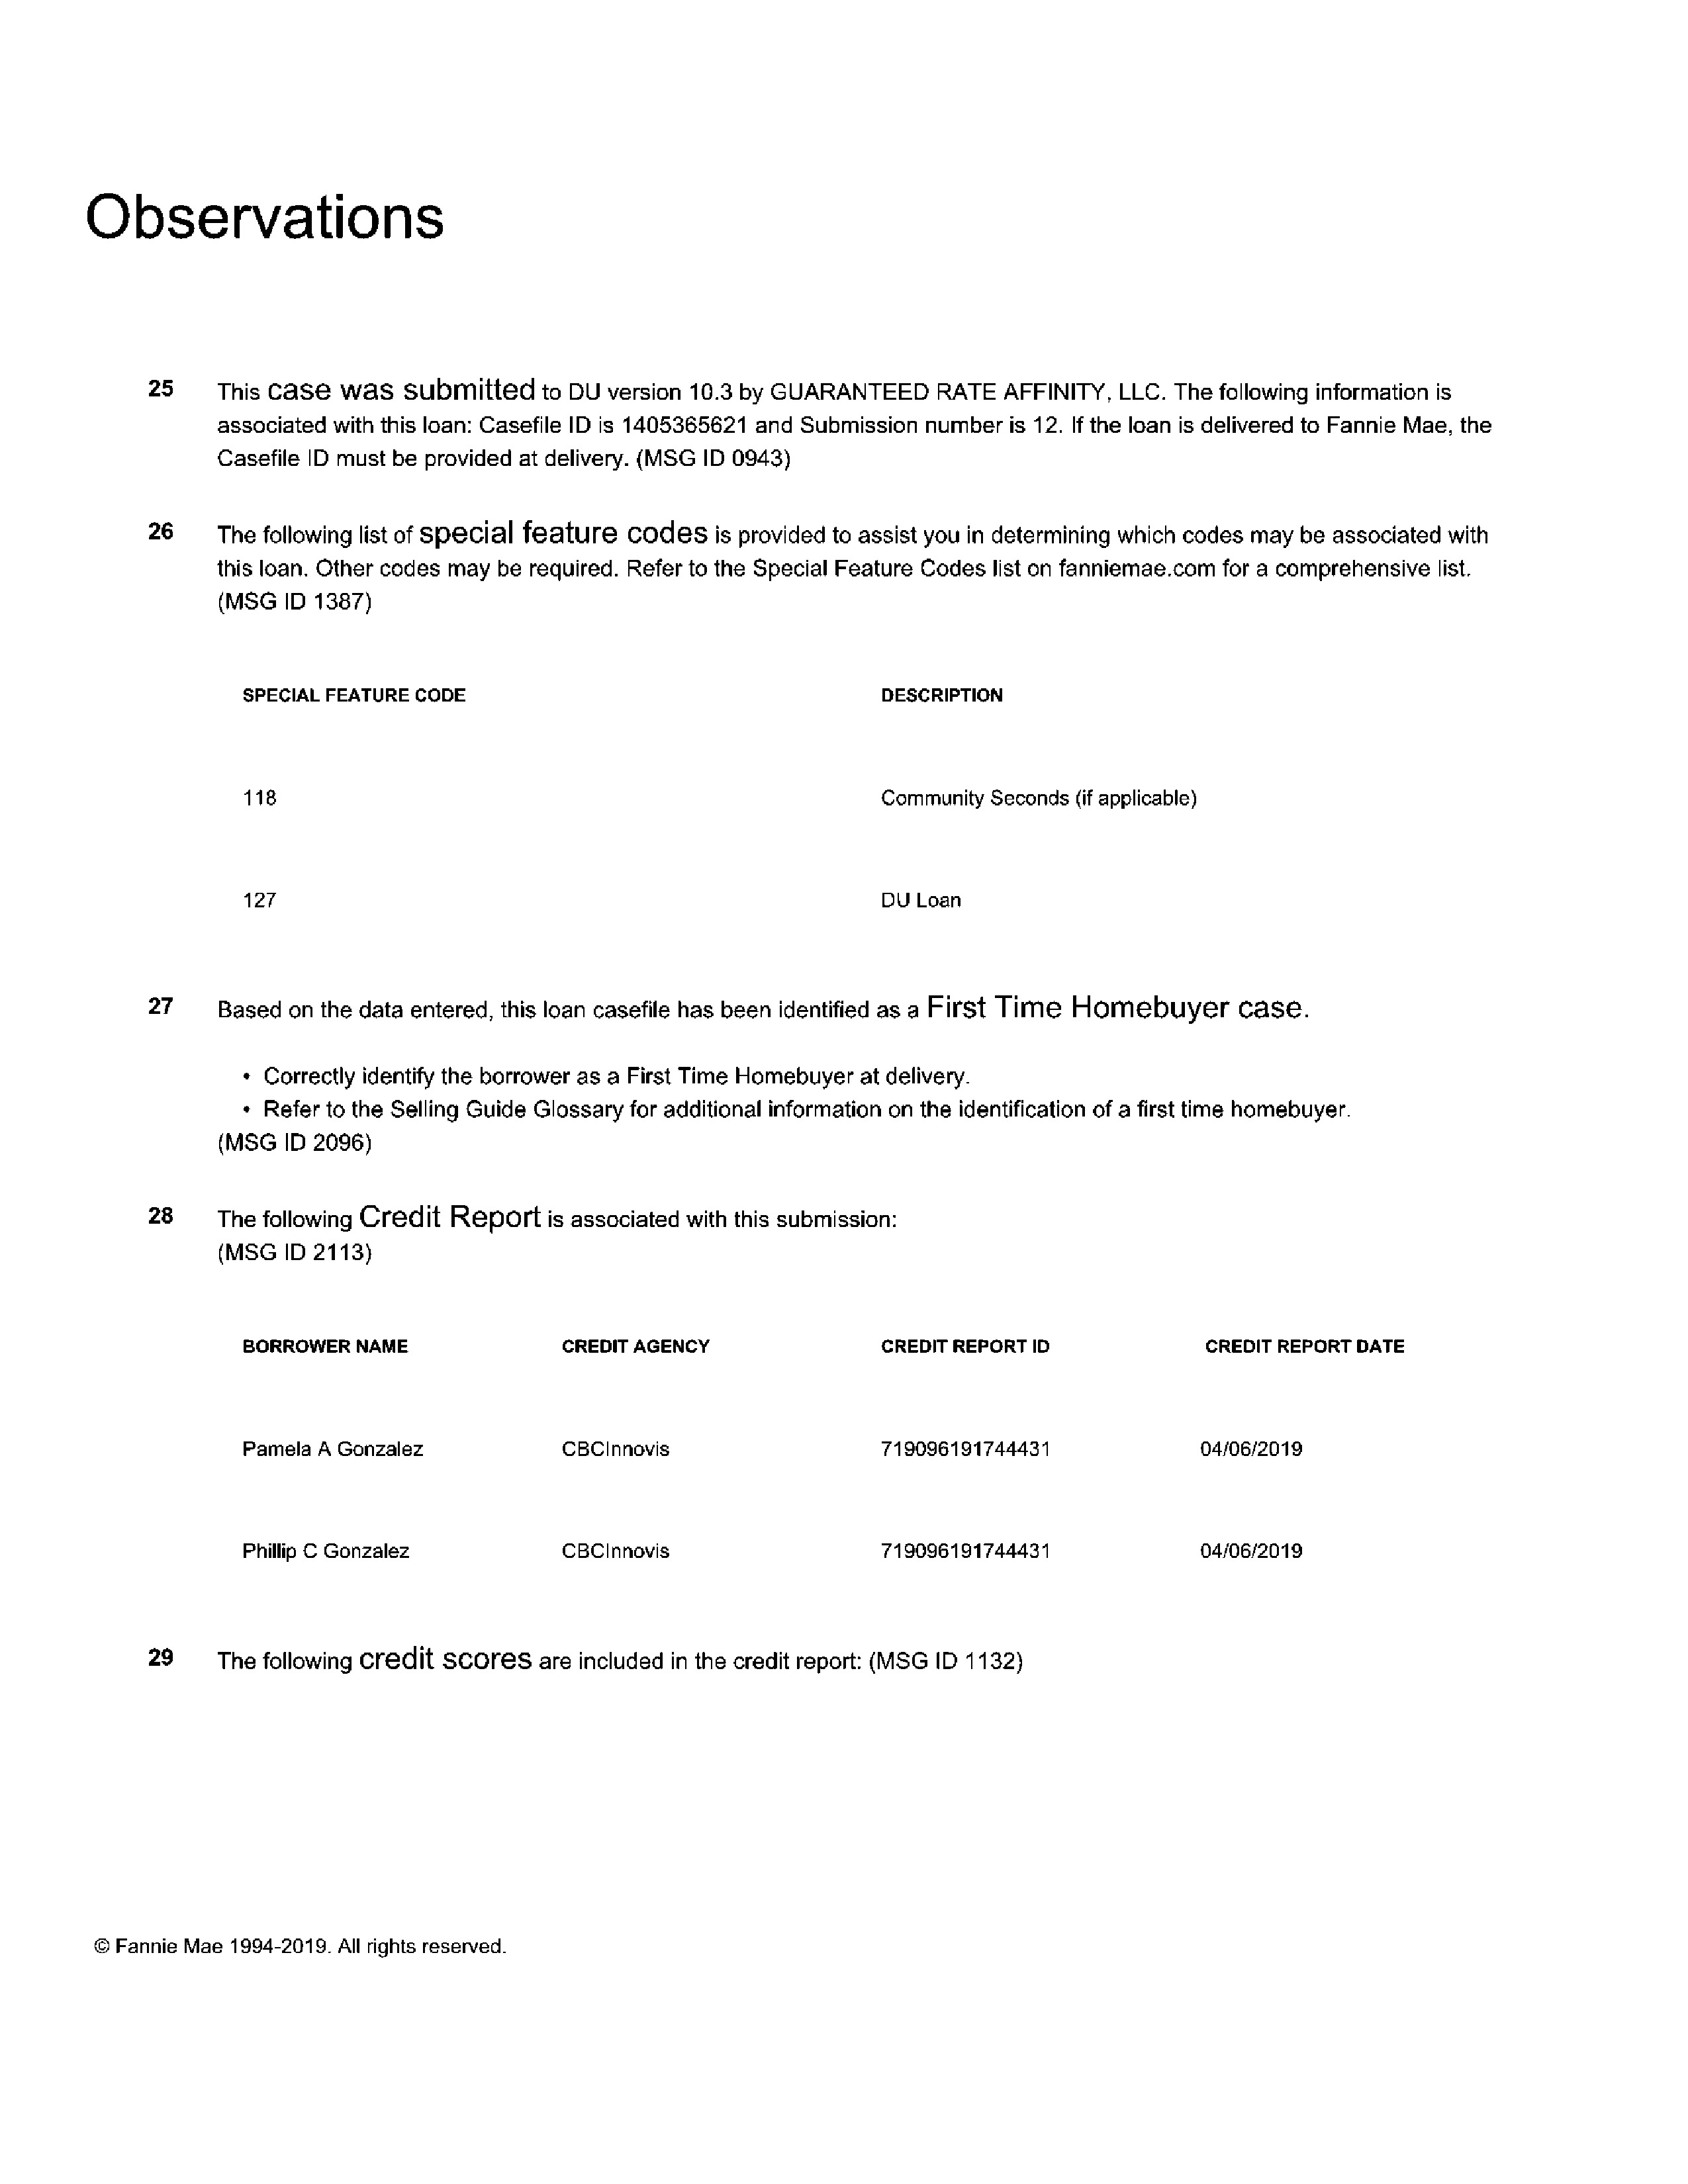 Observations
25 This case was submitted to DU version 10.3 by GUARANTEED RATE AFFINITY, LLC. The following information is
associated with this loan: Casefile ID is 1405365621 and Submission number is 12. If the loan is delivered to Fannie Mae, the
Casefile ID must be provided at delivery. (MSG ID 0943)
26 The following list of special feature codes is provided to assist you in determining which codes may be associated with
this loan. Other codes may be required. Refer to the Special Feature Codes list on fanniemae.com for a comprehensive list.
(MSG ID 1387)
SPECIAL FEATURE CODE DESCRIPTION
118 Community Seconds (if applicable)
127 DU Loan
27 Based on the data entered, this loan casefile has been identified as a First Time Homebuyer case.
• Correctly identify the borrower as a First Time Homebuyer at delivery.
• Refer to the Selling Guide Glossary for additional information on the identification of a first time homebuyer.
(MSG ID 2096)
28 The following Credit Report is associated with this submission:
(MSG ID 2113)
BORROWER NAME CREDIT AGENCY CREDIT REPORT ID CREDIT REPORT DATE
Pamela A Gonzalez CBCInnovis 719096191744431 04/06/2019
Phillip C Gonzalez CBCInnovis 719096191744431 04/06/2019
29 The following credit scores are included in the credit report: (MSG ID 1132)
© Fannie Mae 1994-2019. All rights reserved.